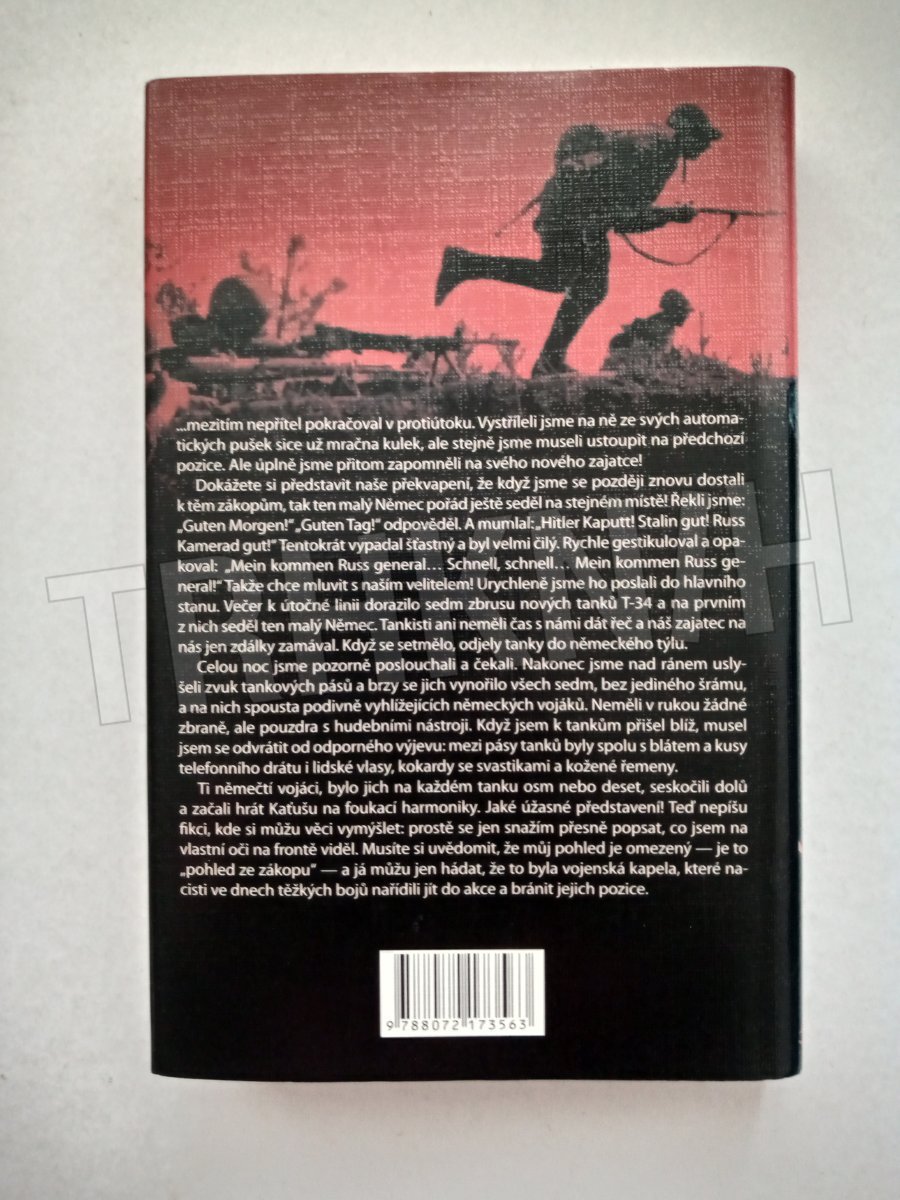 ...mezitím nepřítel pokračoval v protiútoku. Vystříleli jsme na ně ze svých automa-
tických pušek sice už mračna kulek, ale stejně jsme museli ustoupit na předchozí
pozice. Ale úplně jsme přitom zapomněli na svého nového zajatce!
Dokážete si představit naše překvapení, že když jsme se později znovu dostali
k těm zákopům, tak ten malý Němec pořád ještě seděl na stejném místě! Řekli jsme:
„Guten Morgen!“ „Guten Tag!“ odpověděl. A mumlal: „Hitler Kaputt! Stalin gut! Russ
Kamerad gut!“ Tentokrát vypadal šťastný a byl velmi čilý. Rychle gestikuloval a opa-
koval: „Mein kommen Russ general... Schnell, schnell... Mein kommen Russ ge-
neral!“ Takže chce mluvit s naším velitelem! Urychleně jsme ho poslali do hlavního
stanu. Večer k útočné linii dorazilo sedm zbrusu nových tanků T-34 a na prvním
z nich seděl ten malý Němec. Tankisti ani neměli čas s námi dát řeč a náš zajatec na
nás jen zdálky zamával. Když se setmělo, odjely tanky do německého týlu.
Celou noc jsme pozorně poslouchali a čekali. Nakonec jsme nad ránem usly-
šeli zvuk tankových pásů a brzy se jich vynořilo všech sedm, bez jediného šrámu,
a na nich spousta podivně vyhlížejících německých vojáků. Neměli v rukou žádné
zbraně, ale pouzdra s hudebními nástroji. Když jsem k tankům přišel blíž, musel
jsem se odvrátit od odporného výjevu: mezi pásy tanků byly spolu s blátem a kusy
telefonního drátu i lidské vlasy, kokardy se svastikami a kožené řemeny.
Ti němečtí vojáci, bylo jich na každém tanku osm nebo deset, seskočili dolů
a začali hrát Kaťušu na foukací harmoniky. Jaké úžasné představení! Teď nepíšu
fikci, kde si můžu věci vymýšlet: prostě se jen snažím přesně popsat, co jsem na
vlastní oči na frontě viděl. Musíte si uvědomit, že můj pohled je omezený — je to
„pohled ze zákopu“ — a já můžu jen hádat, že to byla vojenská kapela, které na-
cisti ve dnech těžkých bojů nařídili jít do akce a bránit jejich pozice.
9 788072 173563